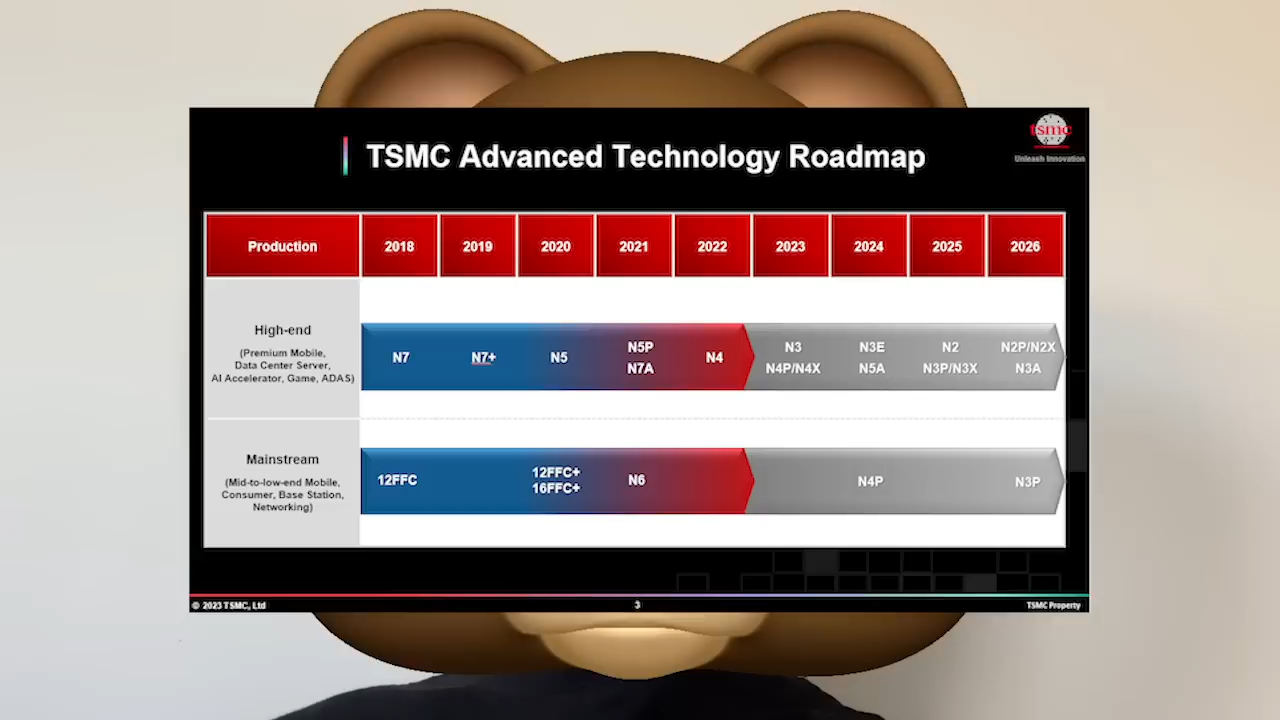 TSMC Advanced Technology Roadmap
tsmc
Unleash Innovation
Production 2018 2019 2020 2021 2022 2023 2024 2025 2026
High-end
(Premium Mobile,
Data Center Server,
AI Accelerator, Game, ADAS)
N7 N7+ N5 N5P N4 N3 N3E N2 N2P/N2X
N7A N4P/N4X N5A N3P/N3X N3A
Mainstream
(Mid-to-low-end Mobile,
Consumer, Base Station,
Networking)
12FFC 12FFC+ N6 N4P N3P
16FFC+
© 2023 TSMC, Ltd
3
TSMC Property